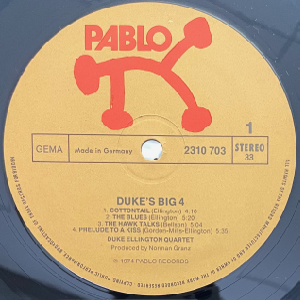 PABLO
GEMA
Made in Germany
2310 703
1
STEREO
33
DUKE'S BIG 4
1. COTTONTAIL (Ellington) 4:14
2. THE BLUES (Ellington) 5:20
3. THE HAWK TALKS (Bellson) 5:04
4. PRELUDE TO A KISS (Gordon-Mills-Ellington) 5:35
DUKE ELLINGTON QUARTET
Produced by Norman Granz
℗ 1974 PABLO RECORDS